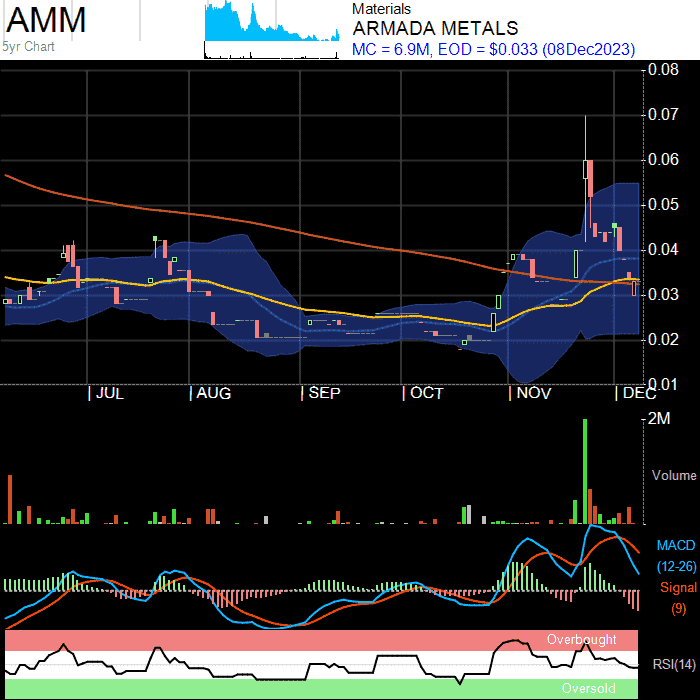 AMM
5yr Chart
Materials
ARMADA METALS
MC = 6.9M, EOD = $0.033 (08Dec2023)
0.08
0.07
0.06
0.05
0.04
0.03
0.02
0.01
JUL AUG SEP OCT NOV DEC
2M
Volume
MACD
(12-26)
Signal
(9)
Overbought
RSI(14)
Oversold